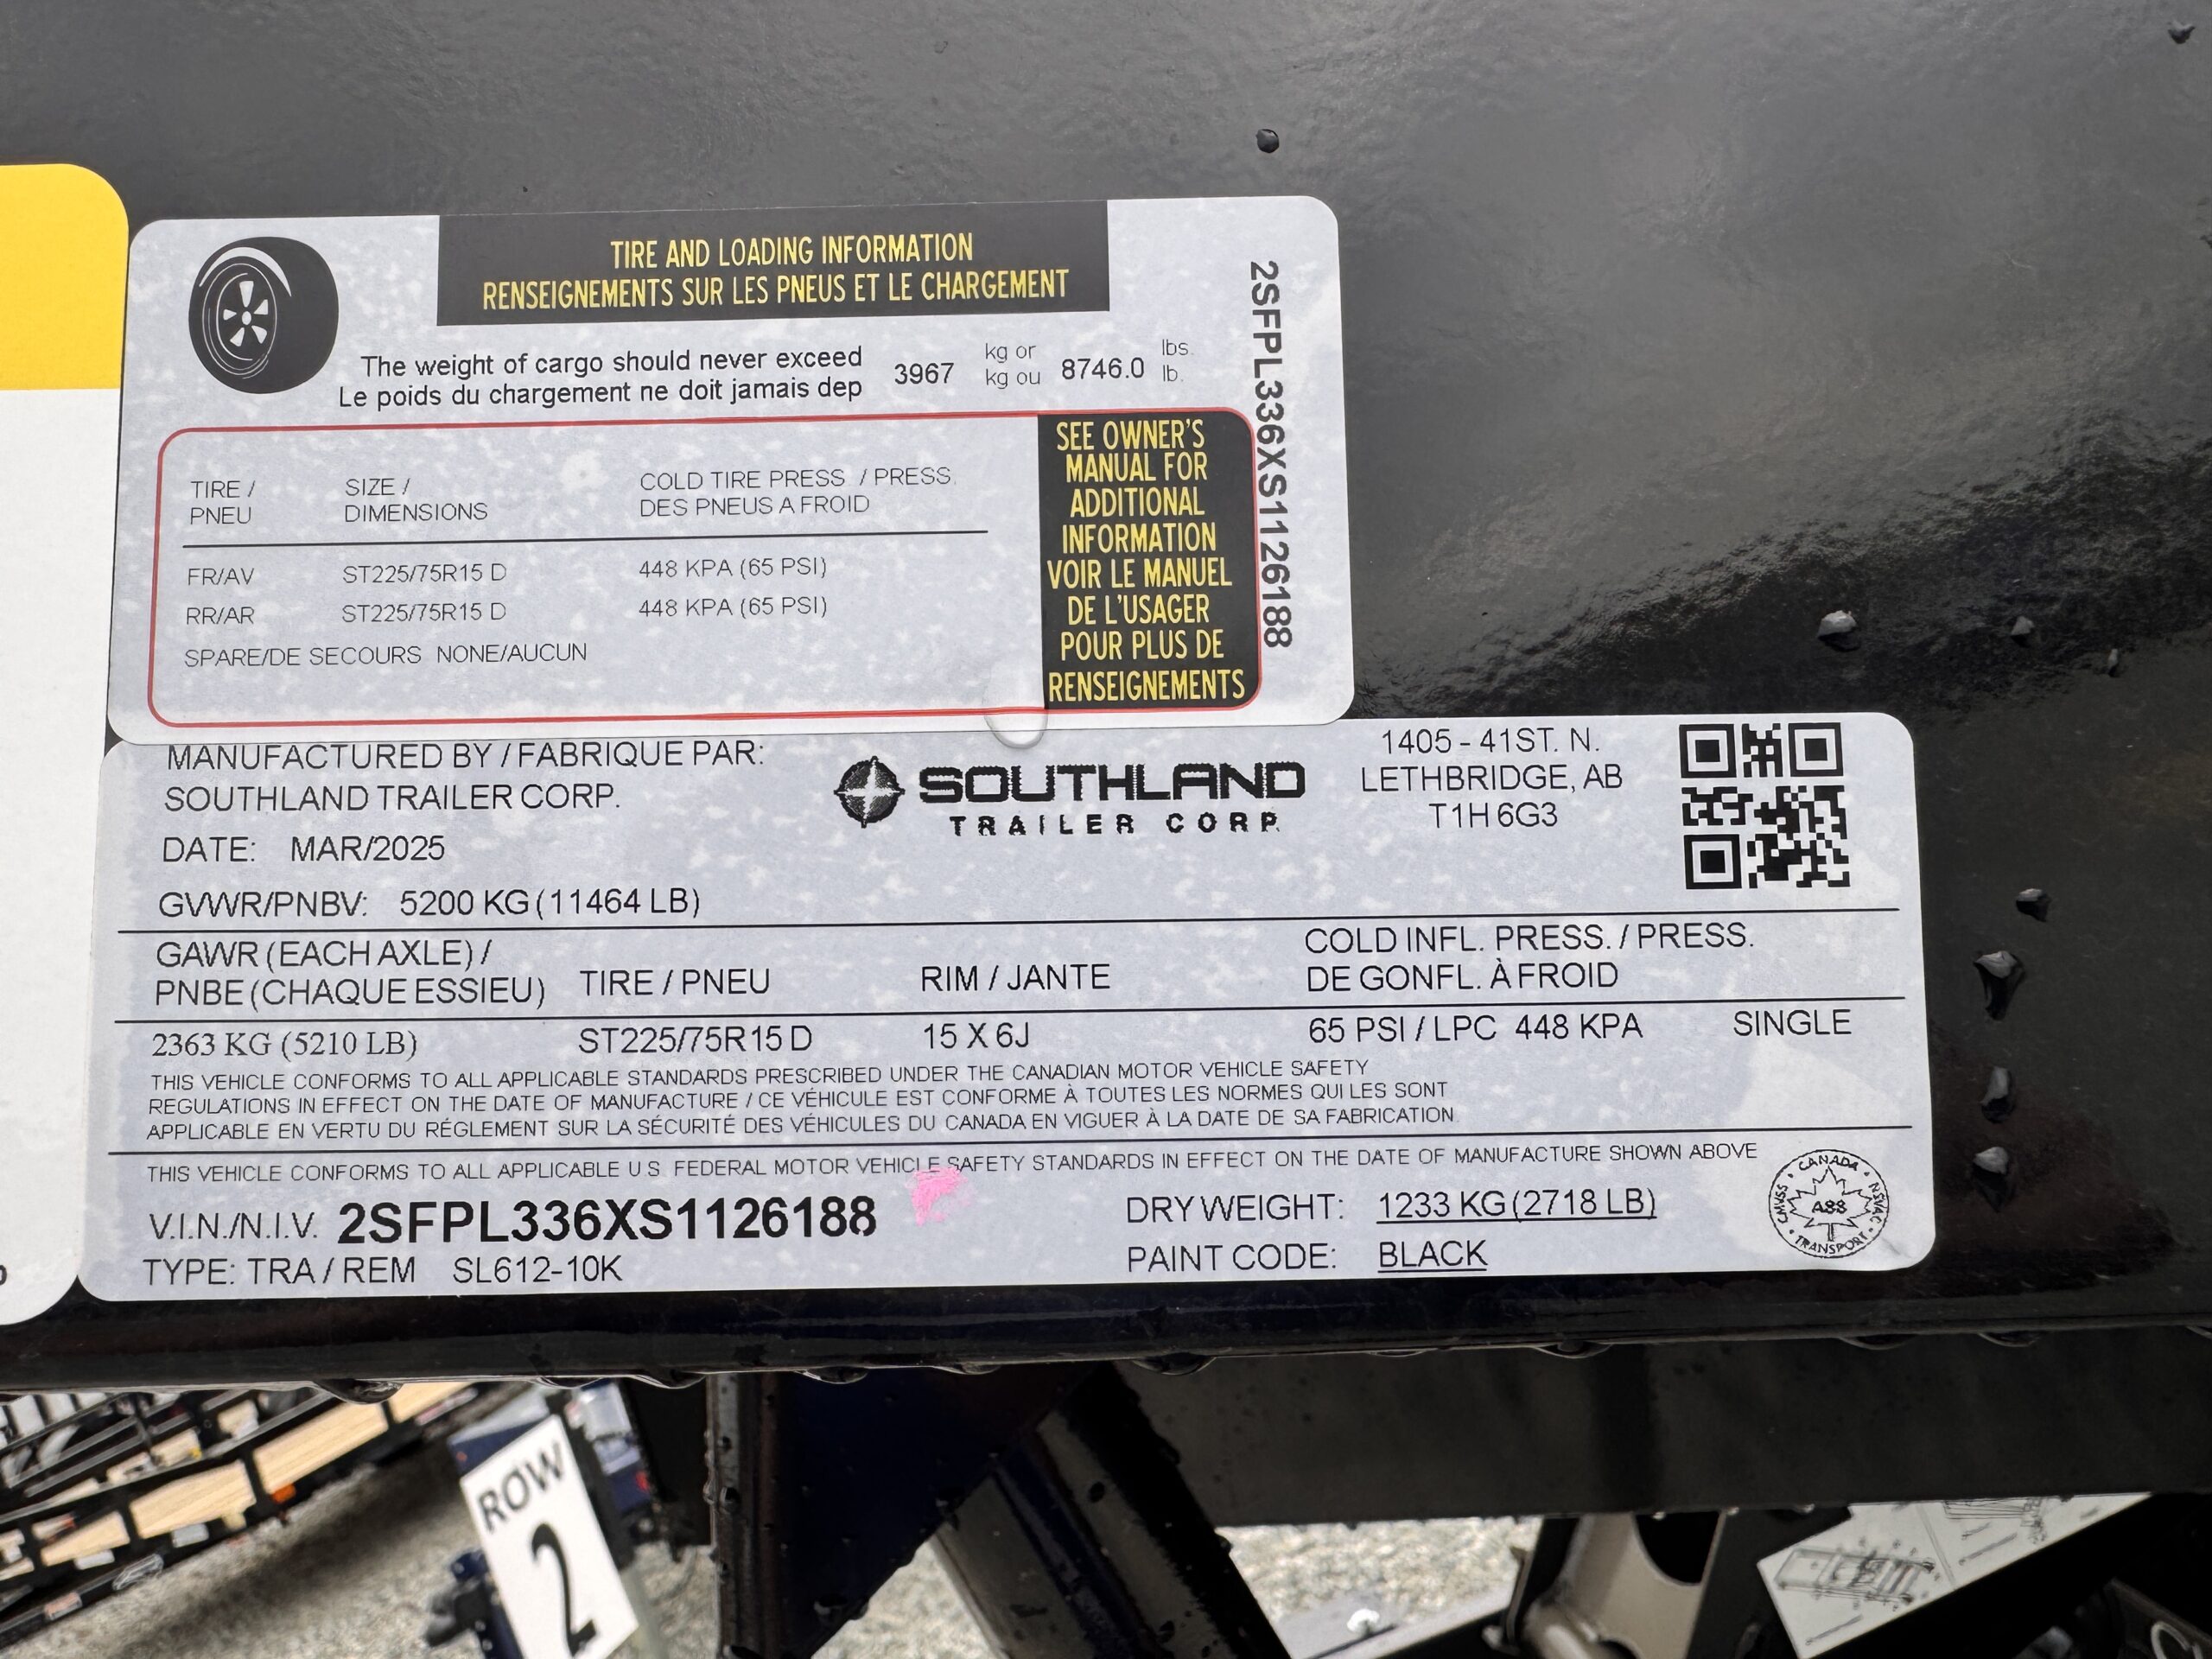 TIRE AND LOADING INFORMATION
RENSEIGNEMENTS SUR LES PNEUS ET LE CHARGEMENT
The weight of cargo should never exceed
Le poids du chargement ne doit jamais dep
3967 kg or kg ou 8746.0 lbs. lb.
TIRE / PNEU SIZE / DIMENSIONS COLD TIRE PRESS. / PRESS. DES PNEUS A FROID
FR/AV ST225/75R15 D 448 KPA (65 PSI)
RR/AR ST225/75R15 D 448 KPA (65 PSI)
SPARE/DE SECOURS NONE/AUCUN
SEE OWNER'S
MANUAL FOR
ADDITIONAL
INFORMATION
VOIR LE MANUEL
DE L'USAGER
POUR PLUS DE
RENSEIGNEMENTS
2SFPL336XS1126188
MANUFACTURED BY / FABRIQUE PAR:
SOUTHLAND TRAILER CORP.
SOUTHLAND
TRAILER CORP.
1405 - 41ST. N.
LETHBRIDGE, AB
T1H 6G3
DATE: MAR/2025
GVWR/PNBV: 5200 KG (11464 LB)
GAWR (EACH AXLE) /
PNBE (CHAQUE ESSIEU)
TIRE / PNEU
RIM / JANTE
COLD INFL. PRESS. / PRESS.
DE GONFL. À FROID
2363 KG (5210 LB) ST225/75R15 D 15 X 6J 65 PSI / LPC 448 KPA SINGLE
THIS VEHICLE CONFORMS TO ALL APPLICABLE STANDARDS PRESCRIBED UNDER THE CANADIAN MOTOR VEHICLE SAFETY
REGULATIONS IN EFFECT ON THE DATE OF MANUFACTURE / CE VÉHICULE EST CONFORME À TOUTES LES NORMES QUI LES SONT
APPLICABLE EN VERTU DU RÉGLEMENT SUR LA SÉCURITÉ DES VÉHICULES DU CANADA EN VIGUER À LA DATE DE SA FABRICATION.
THIS VEHICLE CONFORMS TO ALL APPLICABLE U.S. FEDERAL MOTOR VEHICLE SAFETY STANDARDS IN EFFECT ON THE DATE OF MANUFACTURE SHOWN ABOVE
V.I.N./N.I.V. 2SFPL336XS1126188
DRY WEIGHT: 1233 KG (2718 LB)
TYPE: TRA / REM SL612-10K
PAINT CODE: BLACK
CANADA
CMVSS
A88
NSVAC
TRANSPORT
ROW
2